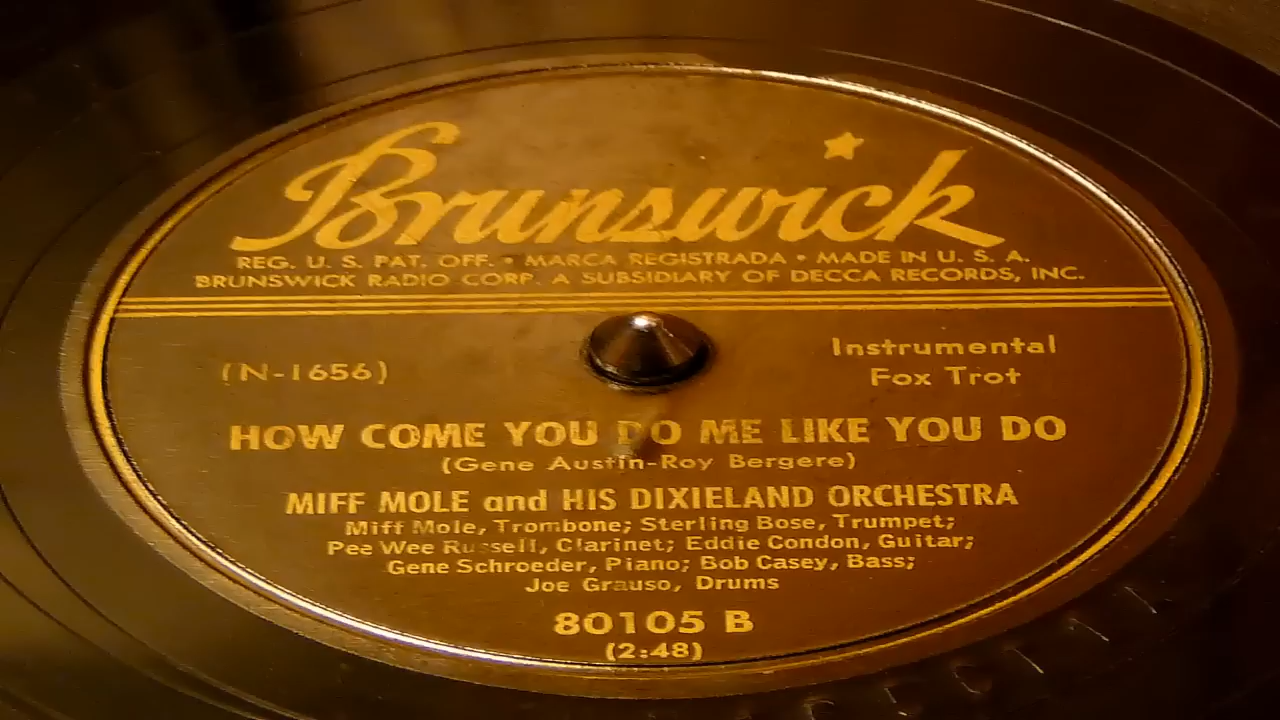 Brunswick
REG. U. S. PAT. OFF. • MARCA REGISTRADA • MADE IN U. S. A.
BRUNSWICK RADIO CORP. A SUBSIDIARY OF DECCA RECORDS, INC.
(N-1656)
Instrumental
Fox Trot
HOW COME YOU DO ME LIKE YOU DO
(Gene Austin-Roy Bergere)
MIFF MOLE and HIS DIXIELAND ORCHESTRA
Miff Mole, Trombone; Sterling Bose, Trumpet;
Pee Wee Russell, Clarinet; Eddie Condon, Guitar;
Gene Schroeder, Piano; Bob Casey, Bass;
Joe Grauso, Drums
80105 B
(2:48)